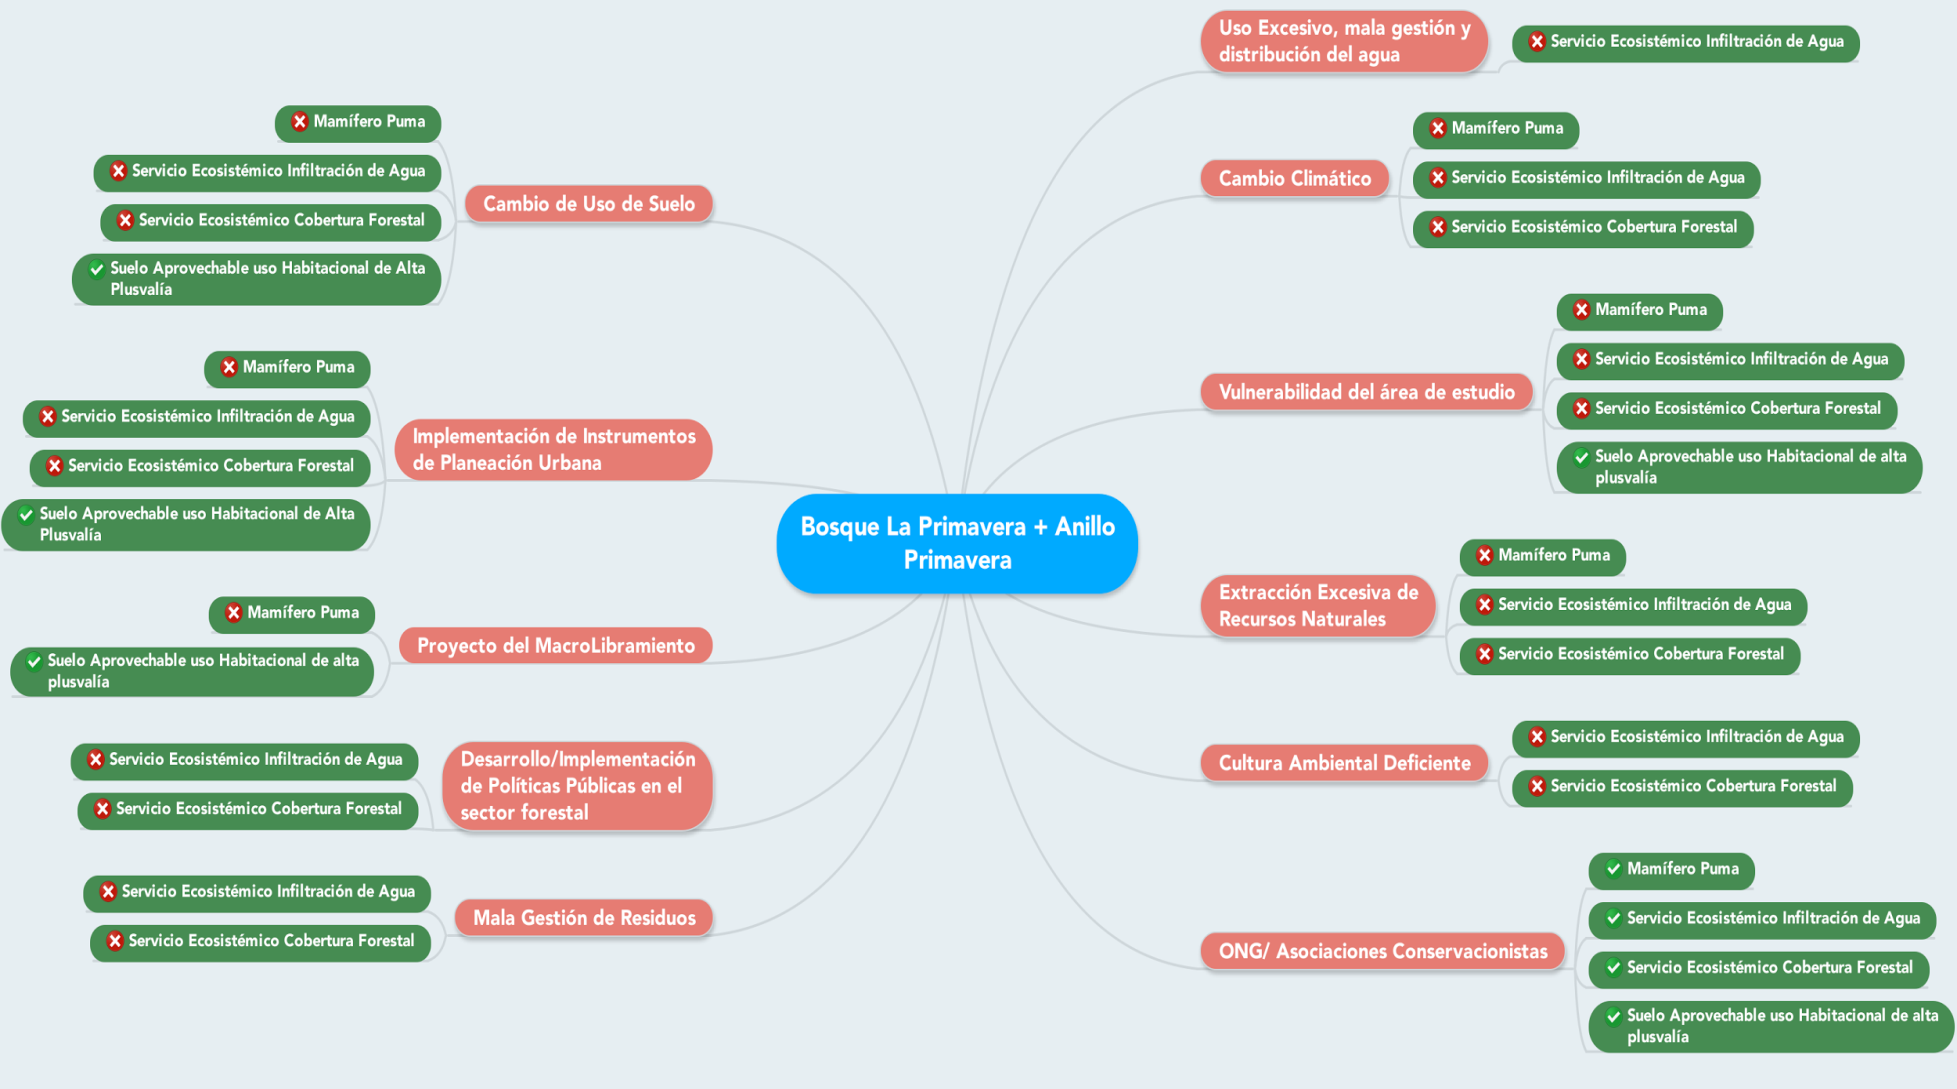 Bosque La Primavera + Anillo
Primavera
Cambio de Uso de Suelo
Mamífero Puma
Servicio Ecosistémico Infiltración de Agua
Servicio Ecosistémico Cobertura Forestal
Suelo Aprovechable uso Habitacional de Alta
Plusvalía
Implementación de Instrumentos
de Planeación Urbana
Mamífero Puma
Servicio Ecosistémico Infiltración de Agua
Servicio Ecosistémico Cobertura Forestal
Suelo Aprovechable uso Habitacional de Alta
Plusvalía
Proyecto del MacroLibramiento
Mamífero Puma
Suelo Aprovechable uso Habitacional de alta
plusvalía
Desarrollo/Implementación
de Políticas Públicas en el
sector forestal
Servicio Ecosistémico Infiltración de Agua
Servicio Ecosistémico Cobertura Forestal
Mala Gestión de Residuos
Servicio Ecosistémico Infiltración de Agua
Servicio Ecosistémico Cobertura Forestal
Uso Excesivo, mala gestión y
distribución del agua
Servicio Ecosistémico Infiltración de Agua
Cambio Climático
Mamífero Puma
Servicio Ecosistémico Infiltración de Agua
Servicio Ecosistémico Cobertura Forestal
Vulnerabilidad del área de estudio
Mamífero Puma
Servicio Ecosistémico Infiltración de Agua
Servicio Ecosistémico Cobertura Forestal
Suelo Aprovechable uso Habitacional de alta
plusvalía
Extracción Excesiva de
Recursos Naturales
Mamífero Puma
Servicio Ecosistémico Infiltración de Agua
Servicio Ecosistémico Cobertura Forestal
Cultura Ambiental Deficiente
Servicio Ecosistémico Infiltración de Agua
Servicio Ecosistémico Cobertura Forestal
ONG/ Asociaciones Conservacionistas
Mamífero Puma
Servicio Ecosistémico Infiltración de Agua
Servicio Ecosistémico Cobertura Forestal
Suelo Aprovechable uso Habitacional de alta
plusvalía